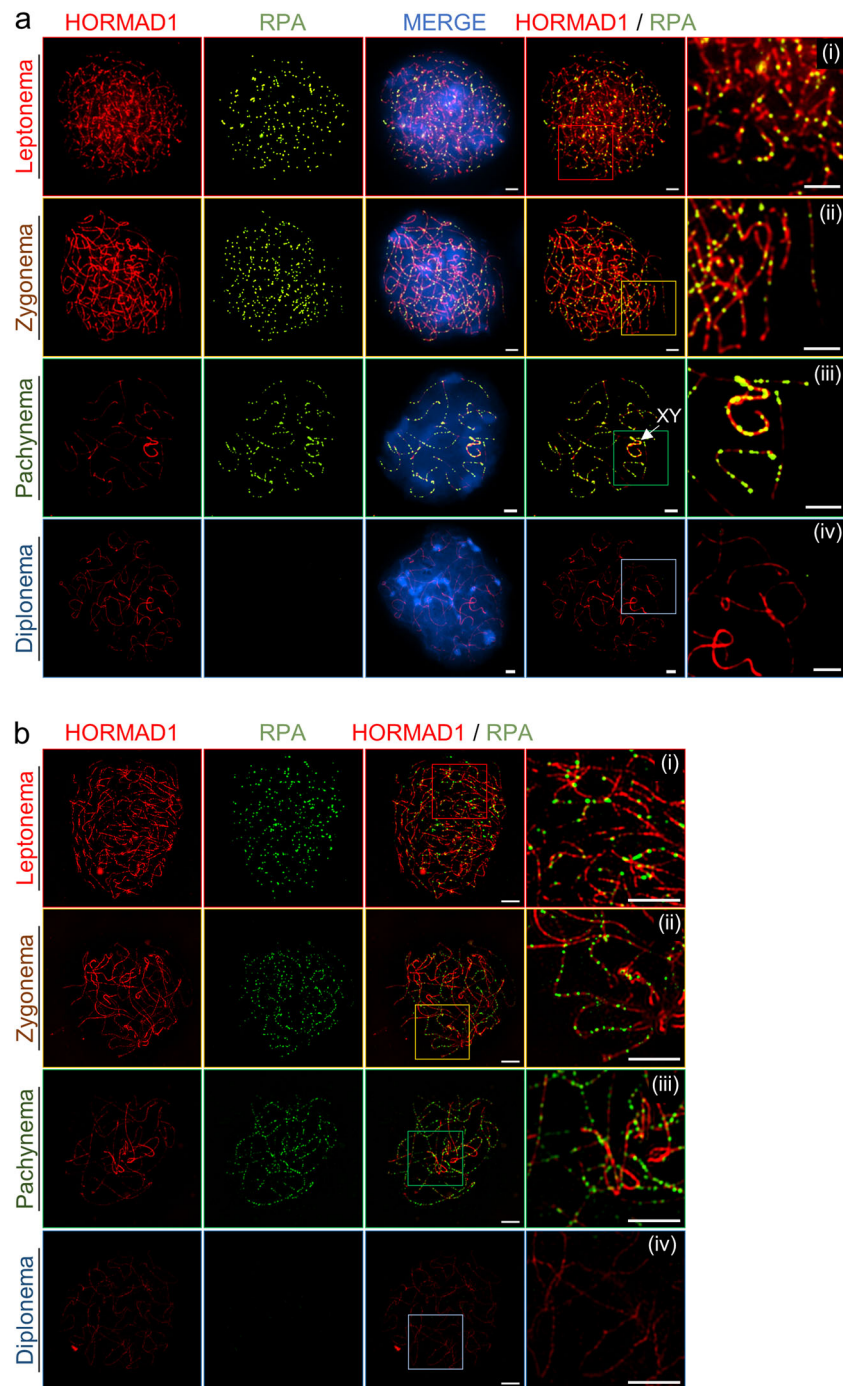 a
HORMAD1 RPA MERGE HORMAD1 / RPA
Leptonema
(i)
Zygonema
(ii)
Pachynema
XY
(iii)
Diplonema
(iv)
b
HORMAD1 RPA HORMAD1 / RPA
Leptonema
(i)
Zygonema
(ii)
Pachynema
(iii)
Diplonema
(iv)